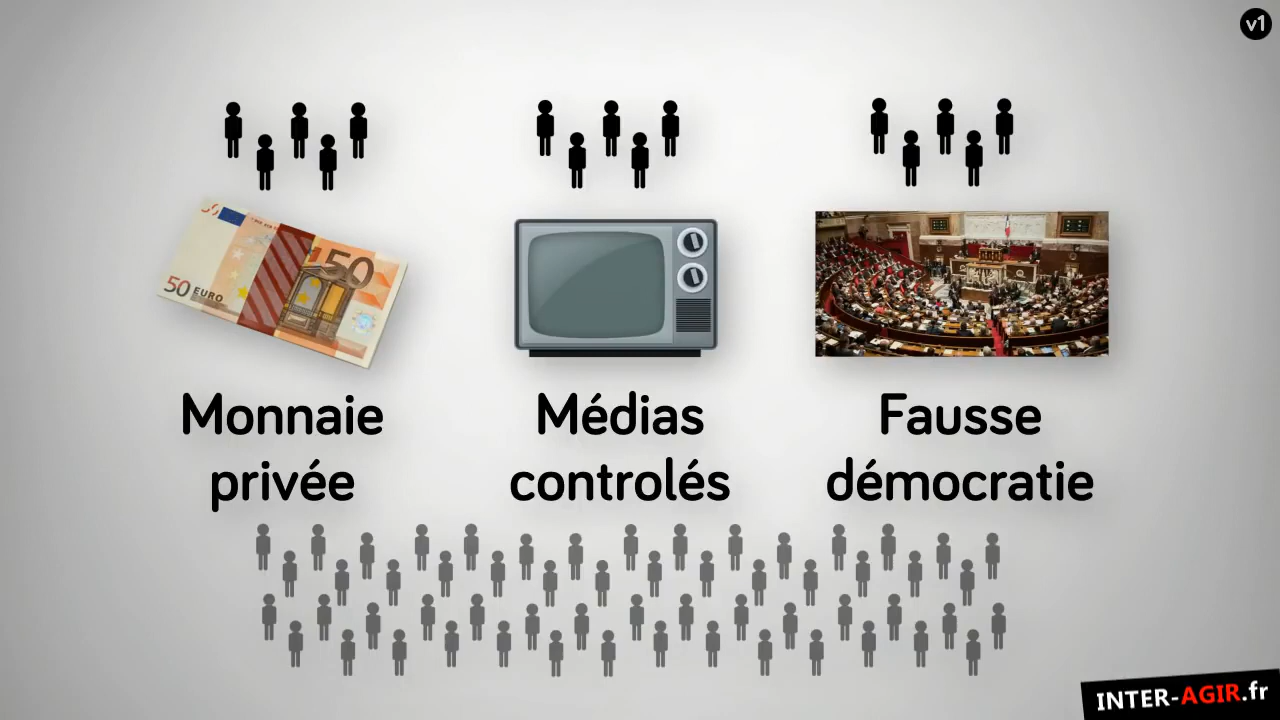 v1
50 EURO
50
Monnaie
privée
Médias
controlés
Fausse
démocratie
INTER-AGIR.fr